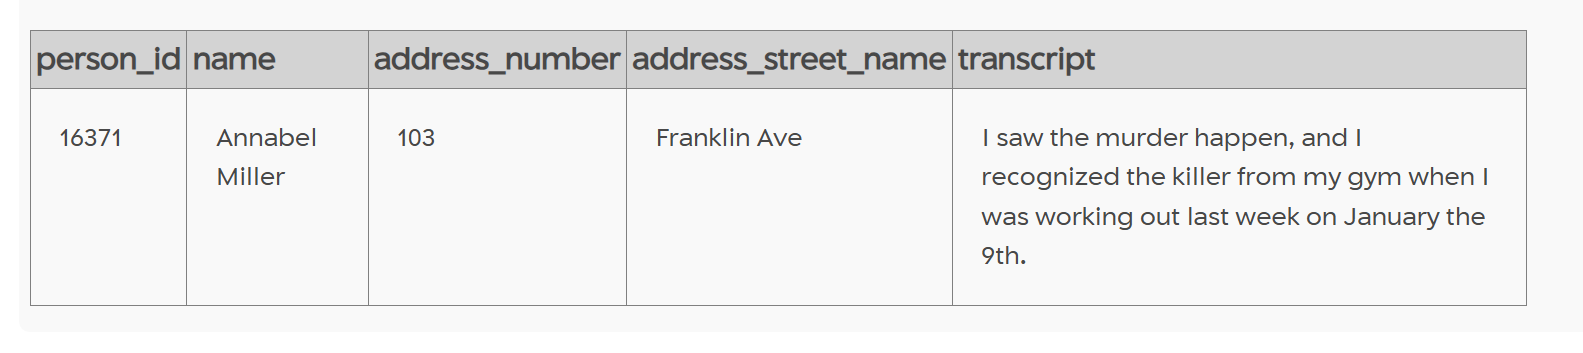 person_id name address_number address_street_name transcript
16371 Annabel Miller 103 Franklin Ave I saw the murder happen, and I
recognized the killer from my gym when I
was working out last week on January the
9th.